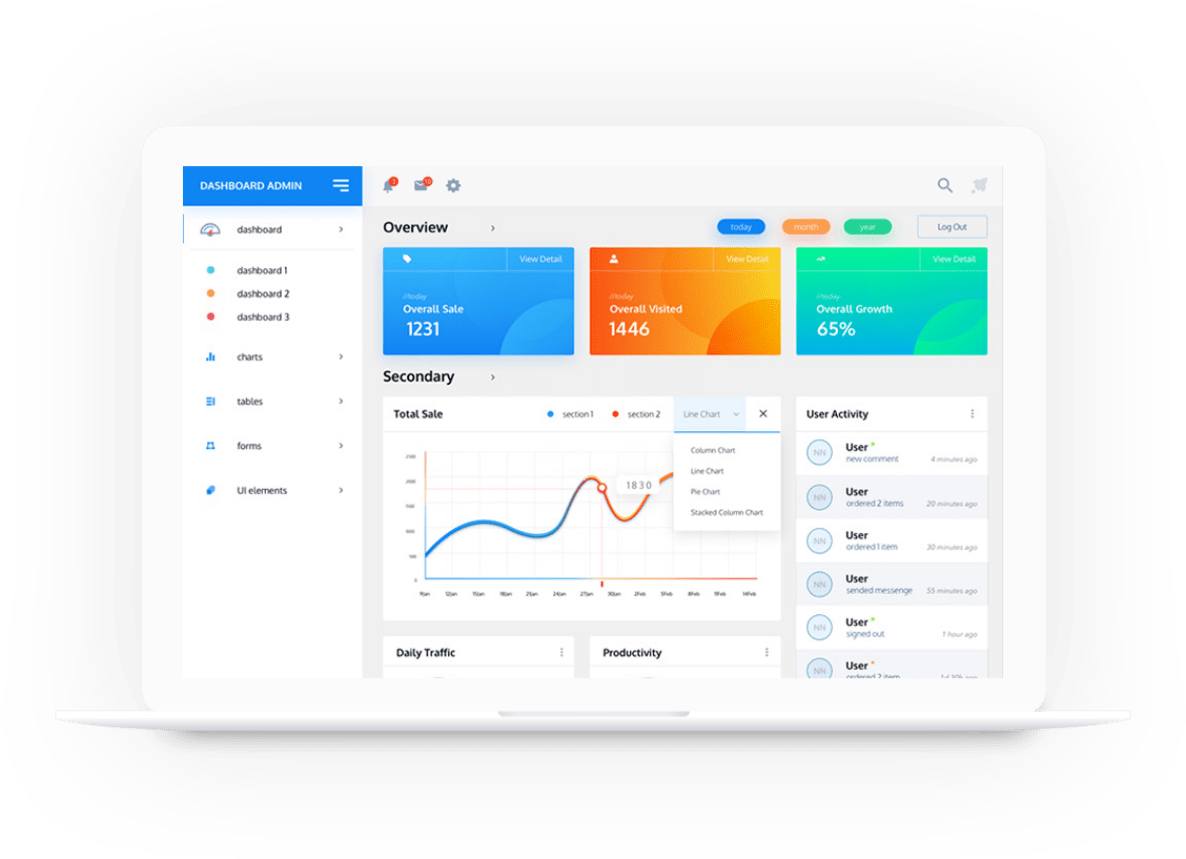 DASHBOARD ADMIN
dashboard
dashboard 1
dashboard 2
dashboard 3
charts
tables
forms
UI elements
Overview
today
month
year
Log Out
View Detail
//today
Overall Sale
1231
View Detail
//today
Overall Visited
1446
View Detail
//today
Overall Growth
65%
Secondary
Total Sale
section 1
section 2
Line Chart
Column Chart
Line Chart
Pie Chart
Stacked Column Chart
2500
2000
1500
1000
500
0
1830
9Jan 12Jan 15Jan 18Jan 21Jan 24Jan 27Jan 30Jan 2Feb 5Feb 8Feb 11Feb 14Feb
User Activity
NN
User
new comment
4 minutes ago
NN
User
ordered 2 items
20 minutes ago
NN
User
ordered 1 item
30 minutes ago
NN
User
sended messenge
55 minutes ago
NN
User
signed out
1 hour ago
NN
User
ordered 2 item
Daily Traffic
Productivity